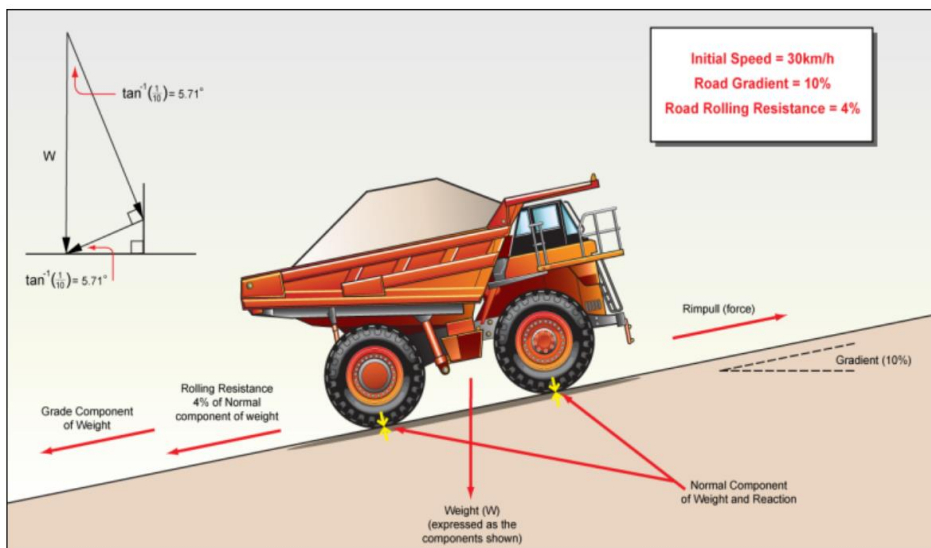 Initial Speed = 30km/h
Road Gradient = 10%
Road Rolling Resistance = 4%
tan⁻¹(1/10)= 5.71°
W
tan⁻¹(1/10)= 5.71°
Rimpull (force)
Gradient (10%)
Rolling Resistance
4% of Normal
component of weight
Grade Component
of Weight
Normal Component
of Weight and Reaction
Weight (W)
(expressed as the
components shown)